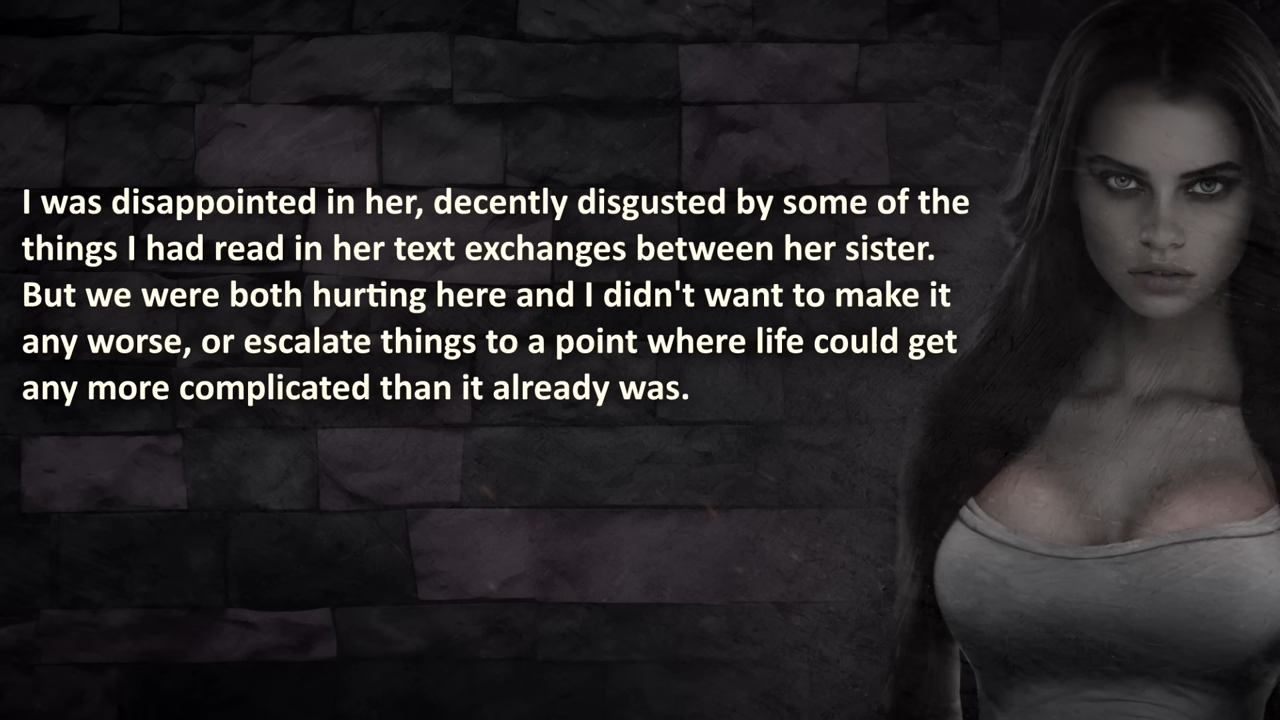 I was disappointed in her, decently disgusted by some of the
things I had read in her text exchanges between her sister.
But we were both hurting here and I didn't want to make it
any worse, or escalate things to a point where life could get
any more complicated than it already was.